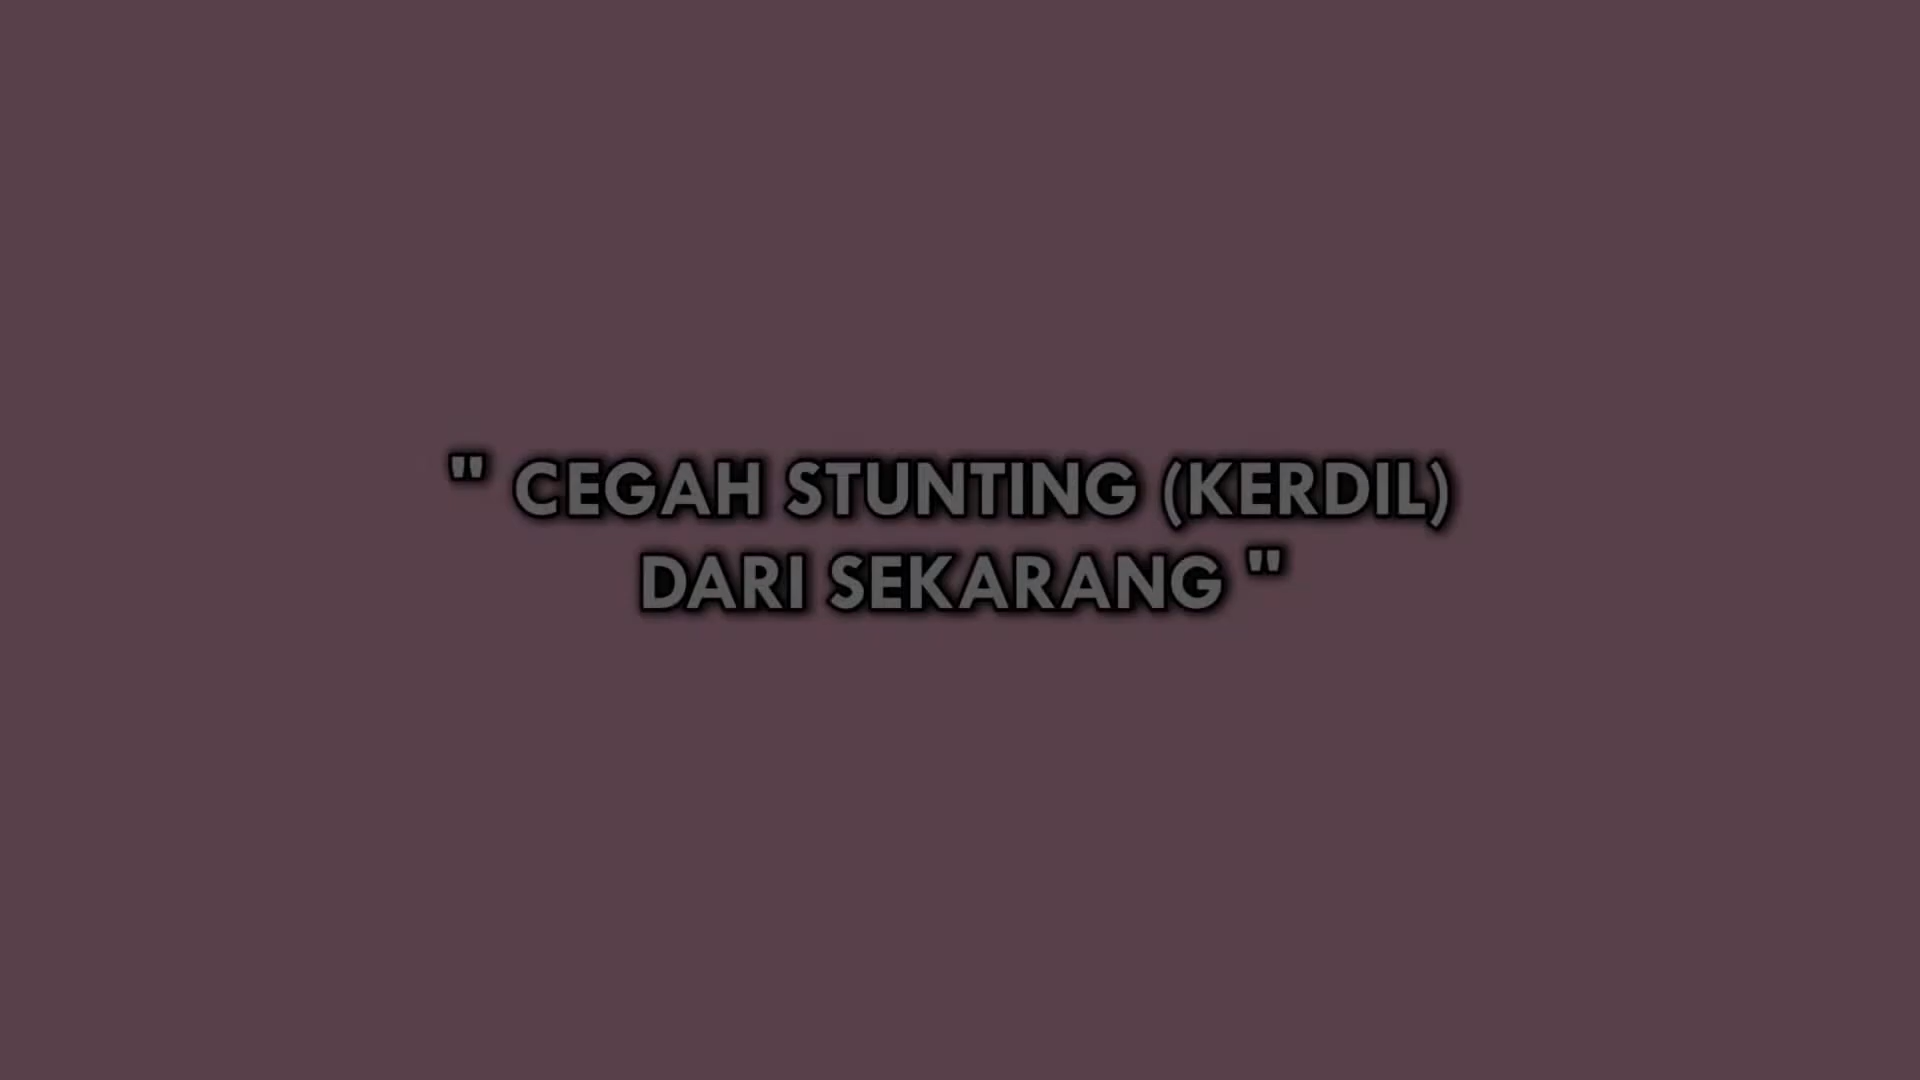 " CEGAH STUNTING (KERDIL)
DARI SEKARANG "